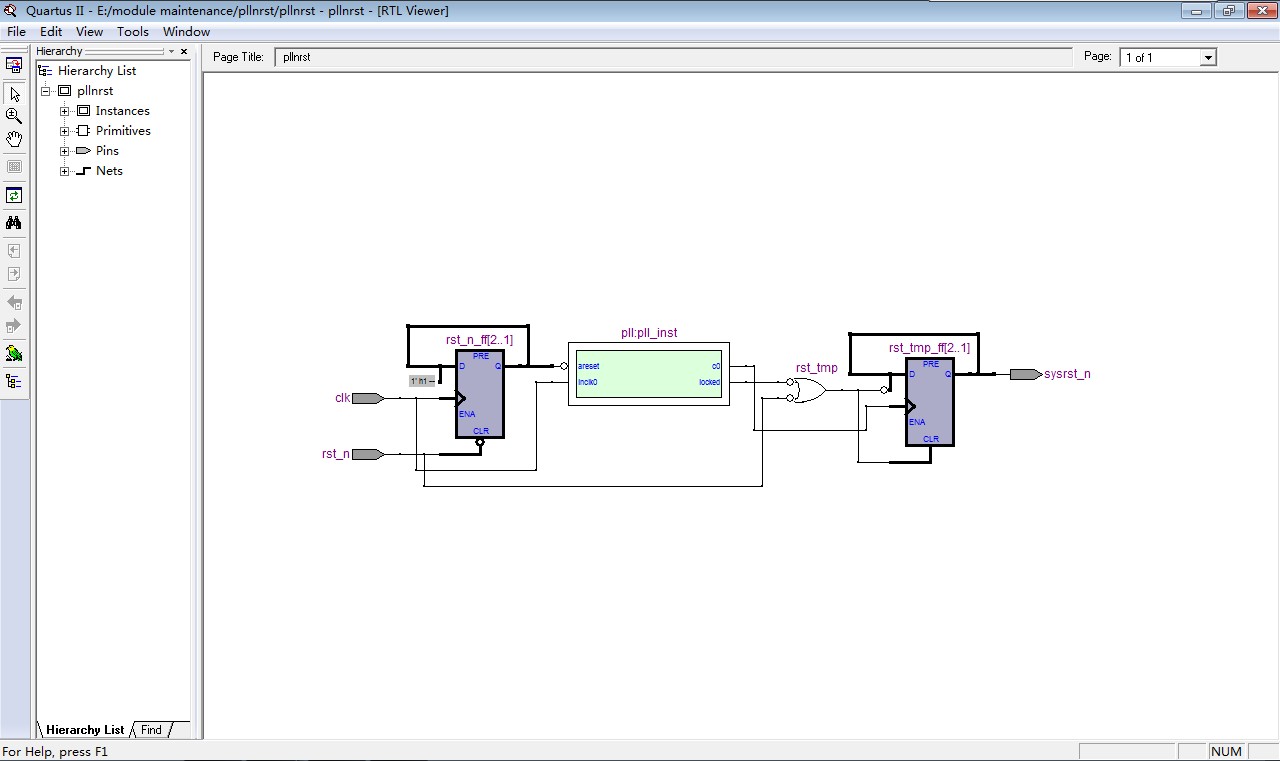 Quartus II - E:/module maintenance/pllnrst/pllnrst - pllnrst - [RTL Viewer]
File Edit View Tools Window
Hierarchy
Page Title: pllnrst Page: 1 of 1
Hierarchy List
pllnrst
Instances
Primitives
Pins
Nets
pll:pll_inst
rst_n_ff[2..1]
rst_tmp_ff[2..1]
PRE
D Q
1' h1
ENA
CLR
areset c0
inclk0 locked
rst_tmp
PRE
D Q
ENA
CLR
sysrst_n
clk
rst_n
Hierarchy List Find
For Help, press F1 NUM